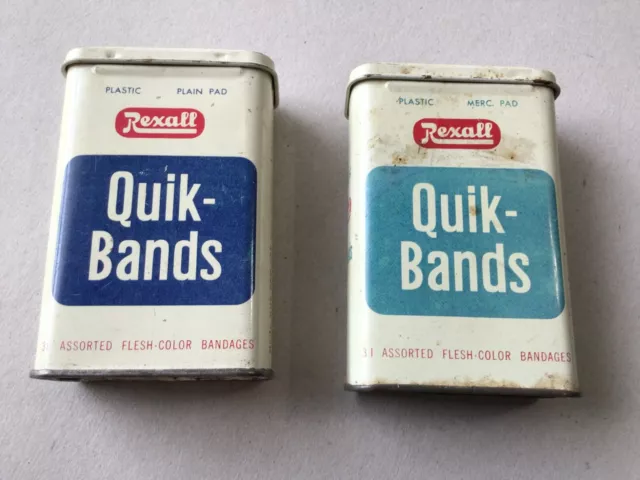 PLASTIC PLAIN PAD
Rexall
Quik-
Bands
ASSORTED FLESH-COLOR BANDAGES
PLASTIC MERC. PAD
Rexall
Quik-
Bands
31 ASSORTED FLESH-COLOR BANDAGES